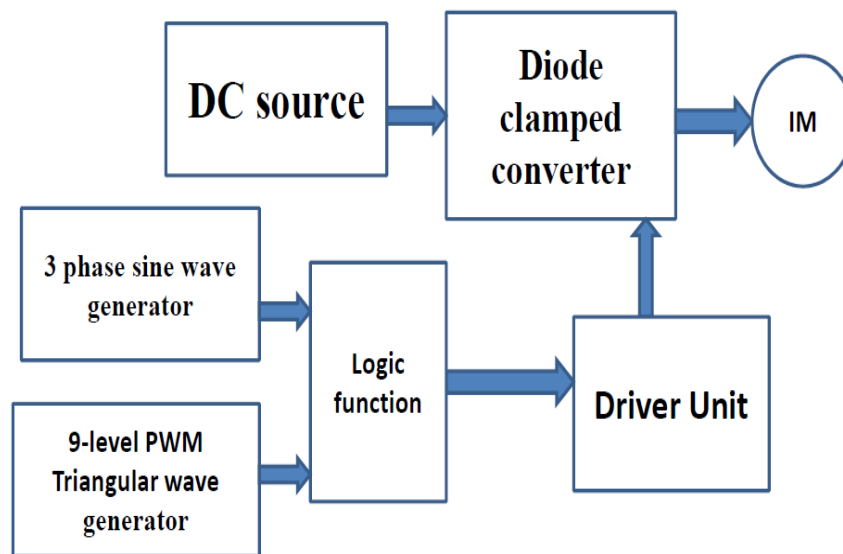 DC source
Diode
clamped
converter
IM
3 phase sine wave
generator
Logic
function
Driver Unit
9-level PWM
Triangular wave
generator